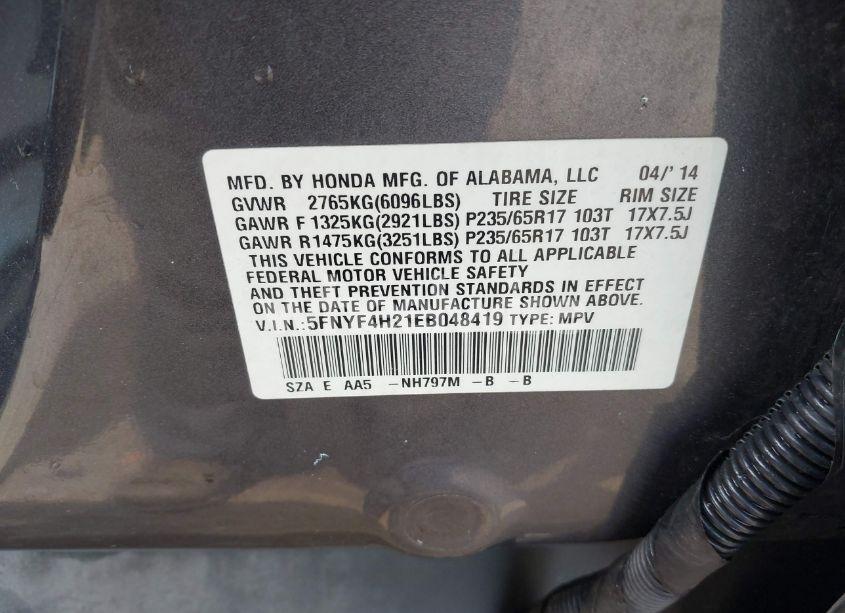 MFD. BY HONDA MFG. OF ALABAMA, LLC 04/' 14
GVWR 2765KG(6096LBS) TIRE SIZE RIM SIZE
GAWR F 1325KG(2921LBS) P235/65R17 103T 17X7.5J
GAWR R1475KG(3251LBS) P235/65R17 103T 17X7.5J
THIS VEHICLE CONFORMS TO ALL APPLICABLE
FEDERAL MOTOR VEHICLE SAFETY
AND THEFT PREVENTION STANDARDS IN EFFECT
ON THE DATE OF MANUFACTURE SHOWN ABOVE.
V.I.N.:5FNYF4H21EB048419 TYPE: MPV
SZA E AA5 -NH797M -B -B